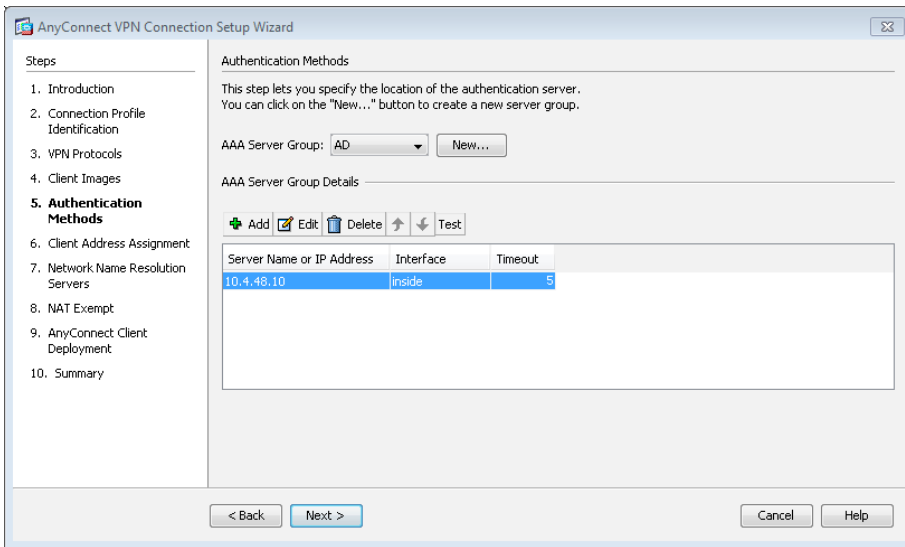 AnyConnect VPN Connection Setup Wizard
Steps
1. Introduction
2. Connection Profile
Identification
3. VPN Protocols
4. Client Images
5. Authentication
Methods
6. Client Address Assignment
7. Network Name Resolution
Servers
8. NAT Exempt
9. AnyConnect Client
Deployment
10. Summary
Authentication Methods
This step lets you specify the location of the authentication server.
You can click on the "New..." button to create a new server group.
AAA Server Group: AD New...
AAA Server Group Details
Add Edit Delete Test
Server Name or IP Address Interface Timeout
10.4.48.10 inside 5
< Back Next > Cancel Help